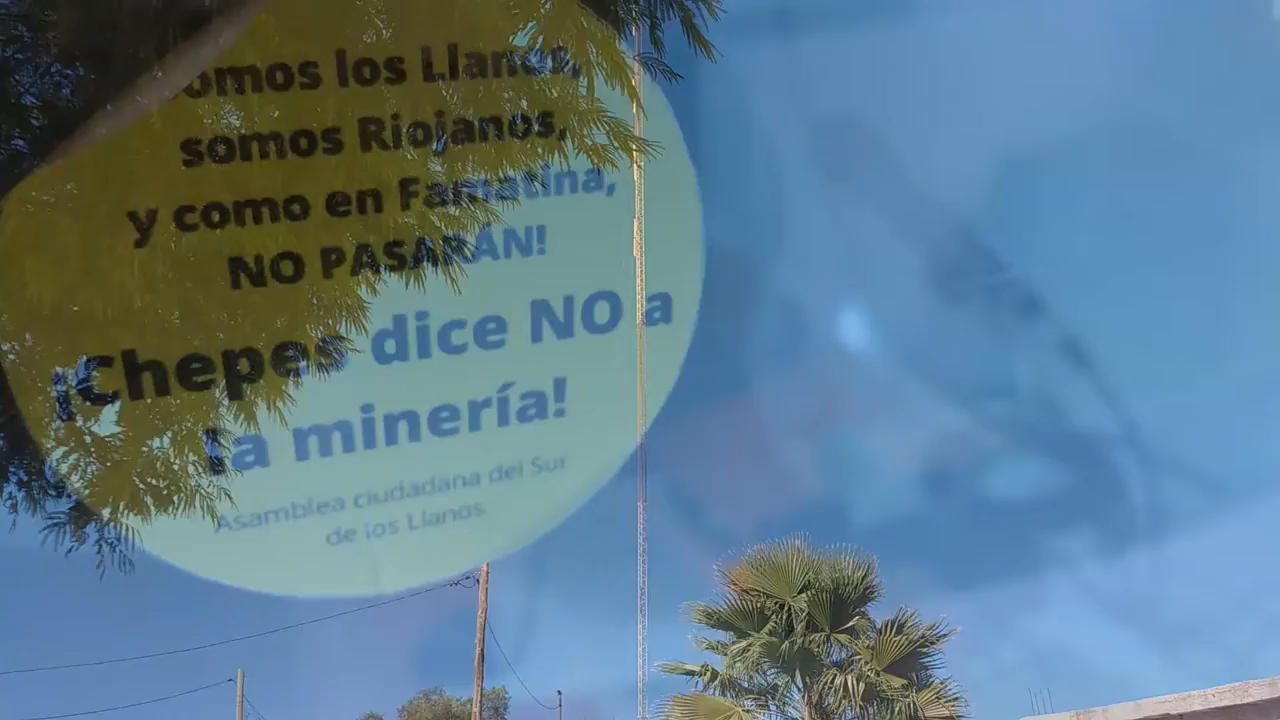 Somos los Llanos,
somos Riojanos,
y como en Famatina,
NO PASARÁN!
¡Chepes dice NO a
la minería!
Asamblea ciudadana del Sur
de los Llanos